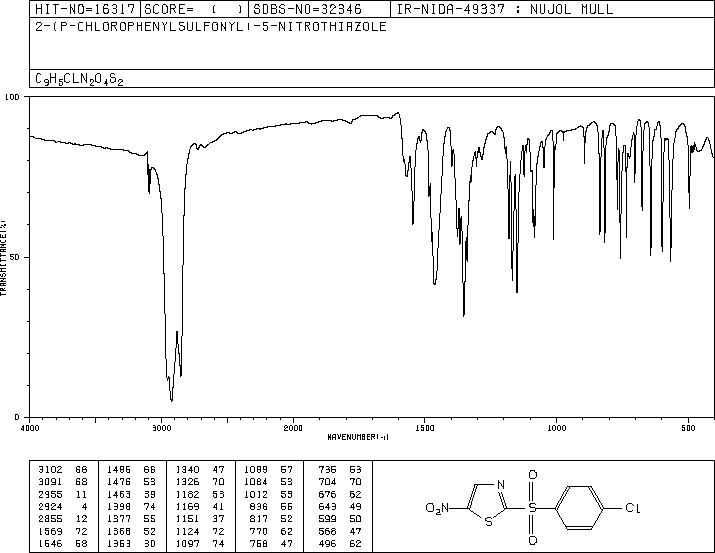 HIT-NO=16317 SCORE= ( ) SDBS-NO=32346 IR-NIDA-49337 : NUJOL MULL
2-(P-CHLOROPHENYLSULFONYL)-5-NITROTHIAZOLE
C9H5CLN2O4S2
100
TRANSMITTANCE(%)
50
0
4000 3000 2000 1500 1000 500
WAVENUMBER(-1)
3102 68 1486 66 1340 47 1089 57 735 53
3091 68 1476 53 1326 70 1084 53 704 70
2955 11 1463 39 1182 53 1012 59 676 62
2924 4 1398 74 1169 41 836 55 643 49
2855 12 1377 55 1151 37 817 52 599 50
1569 72 1368 52 1124 72 770 62 568 47
1546 58 1353 30 1097 74 758 47 496 62
O
N
O2N
S
S
Cl
O